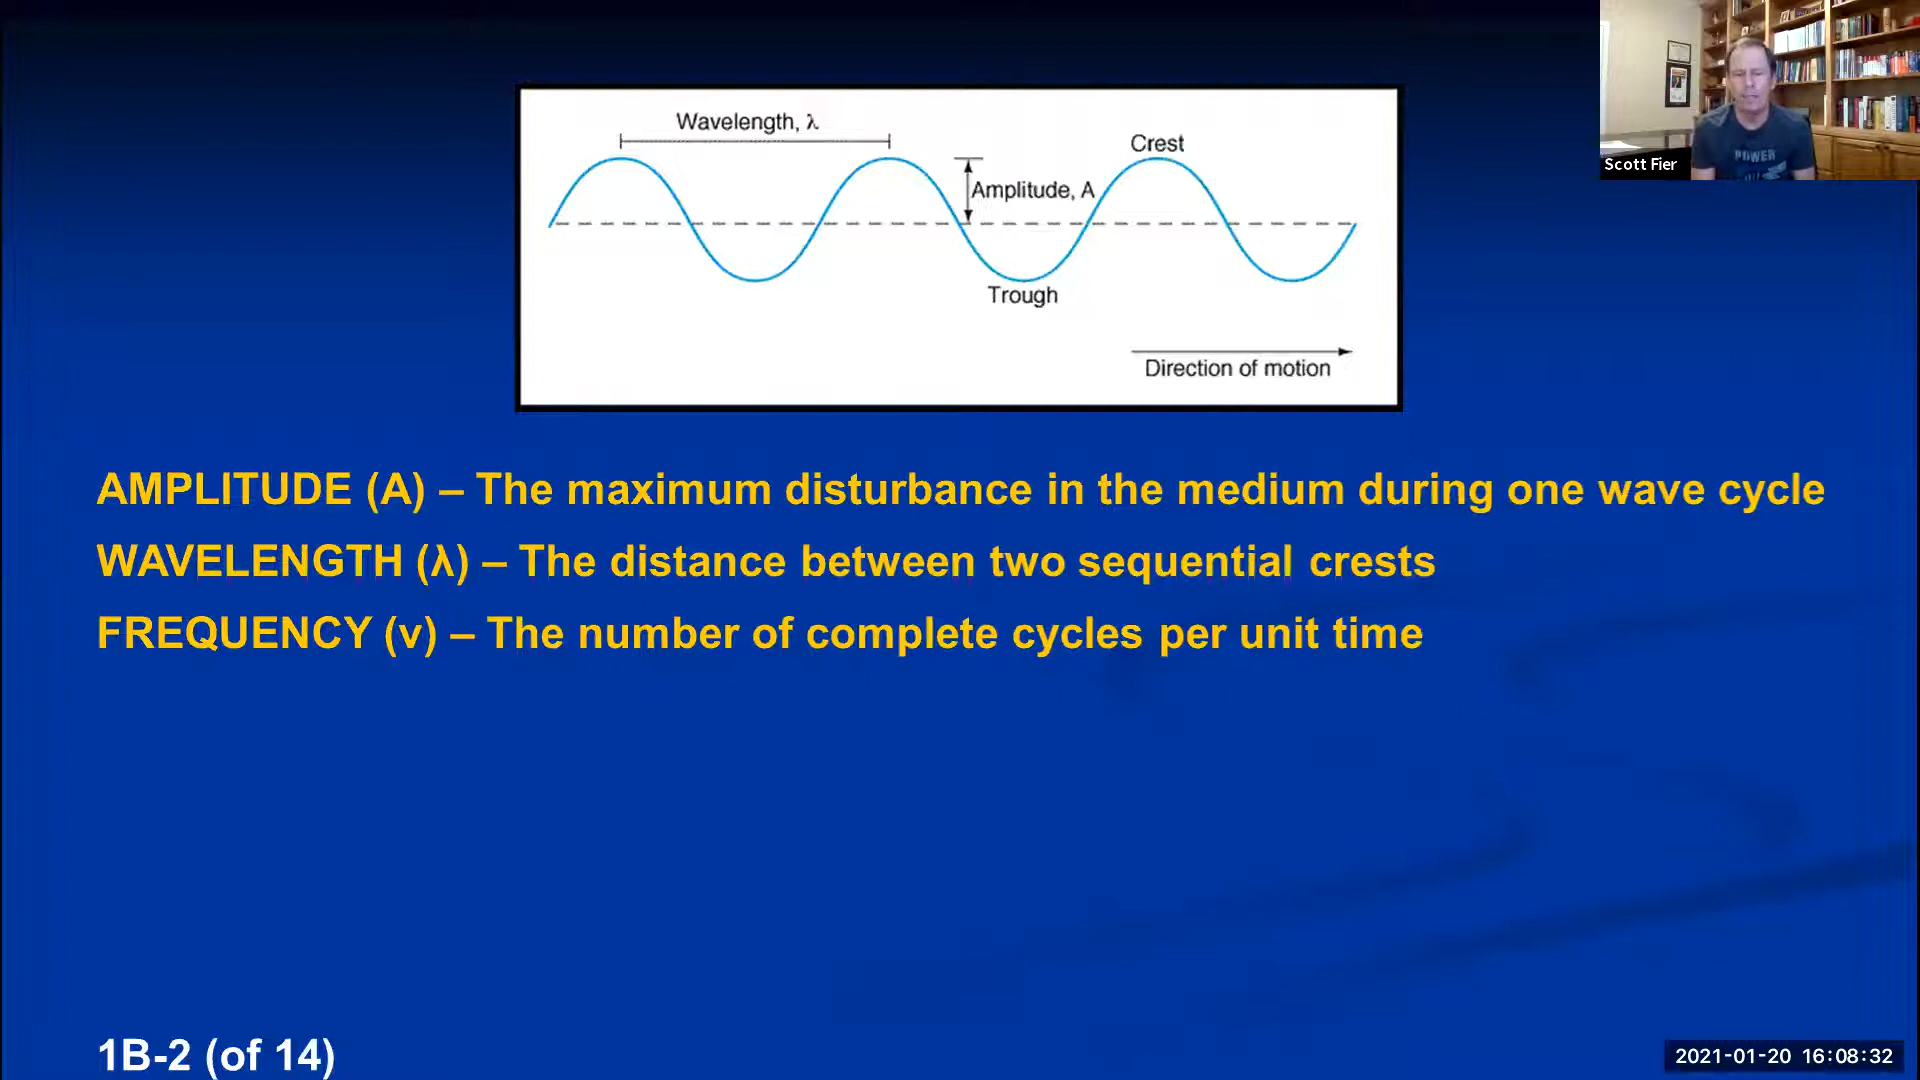 Wavelength, λ
Crest
Amplitude, A
Trough
Direction of motion
POWER
Scott Fier
AMPLITUDE (A) – The maximum disturbance in the medium during one wave cycle
WAVELENGTH (λ) – The distance between two sequential crests
FREQUENCY (ν) – The number of complete cycles per unit time
1B-2 (of 14)
2021-01-20 16:08:32